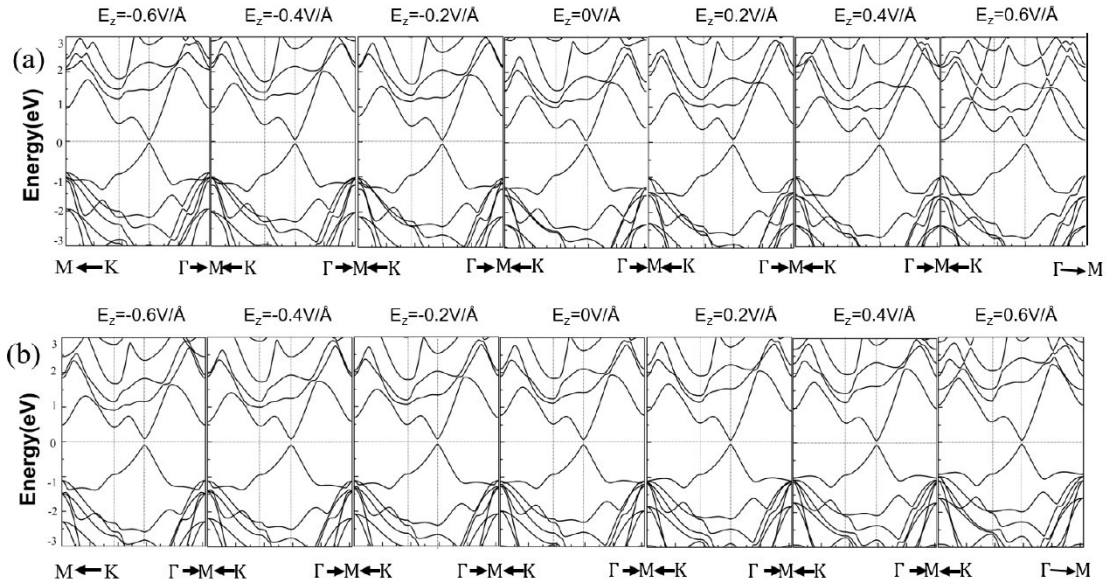 E_z=-0.6V/Å E_z=-0.4V/Å E_z=-0.2V/Å E_z=0V/Å E_z=0.2V/Å E_z=0.4V/Å E_z=0.6V/Å
(a)
Energy(eV)
3
2
1
0
-1
-2
-3
M ← K Γ → M ← K Γ → M ← K Γ → M ← K Γ → M ← K Γ → M ← K Γ → M ← K Γ → M
E_z=-0.6V/Å E_z=-0.4V/Å E_z=-0.2V/Å E_z=0V/Å E_z=0.2V/Å E_z=0.4V/Å E_z=0.6V/Å
(b)
Energy(eV)
3
2
1
0
-1
-2
-3
M ← K Γ → M ← K Γ → M ← K Γ → M ← K Γ → M ← K Γ → M ← K Γ → M ← K Γ → M